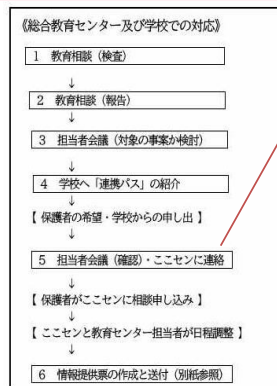 《総合教育センター及び学校での対応》
1 教育相談(検査)
↓
2 教育相談(報告)
↓
3 担当者会議(対象の事案か検討)
↓
4 学校へ「連携パス」の紹介
↓
【 保護者の希望・学校からの申し出 】
↓
5 担当者会議(確認)・ここセンに連絡
↓
【 保護者がここセンに相談申し込み 】
↓
【 ここセンと教育センター担当が日程調整 】
↓
6 情報提供票の作成と送付(別紙参照)